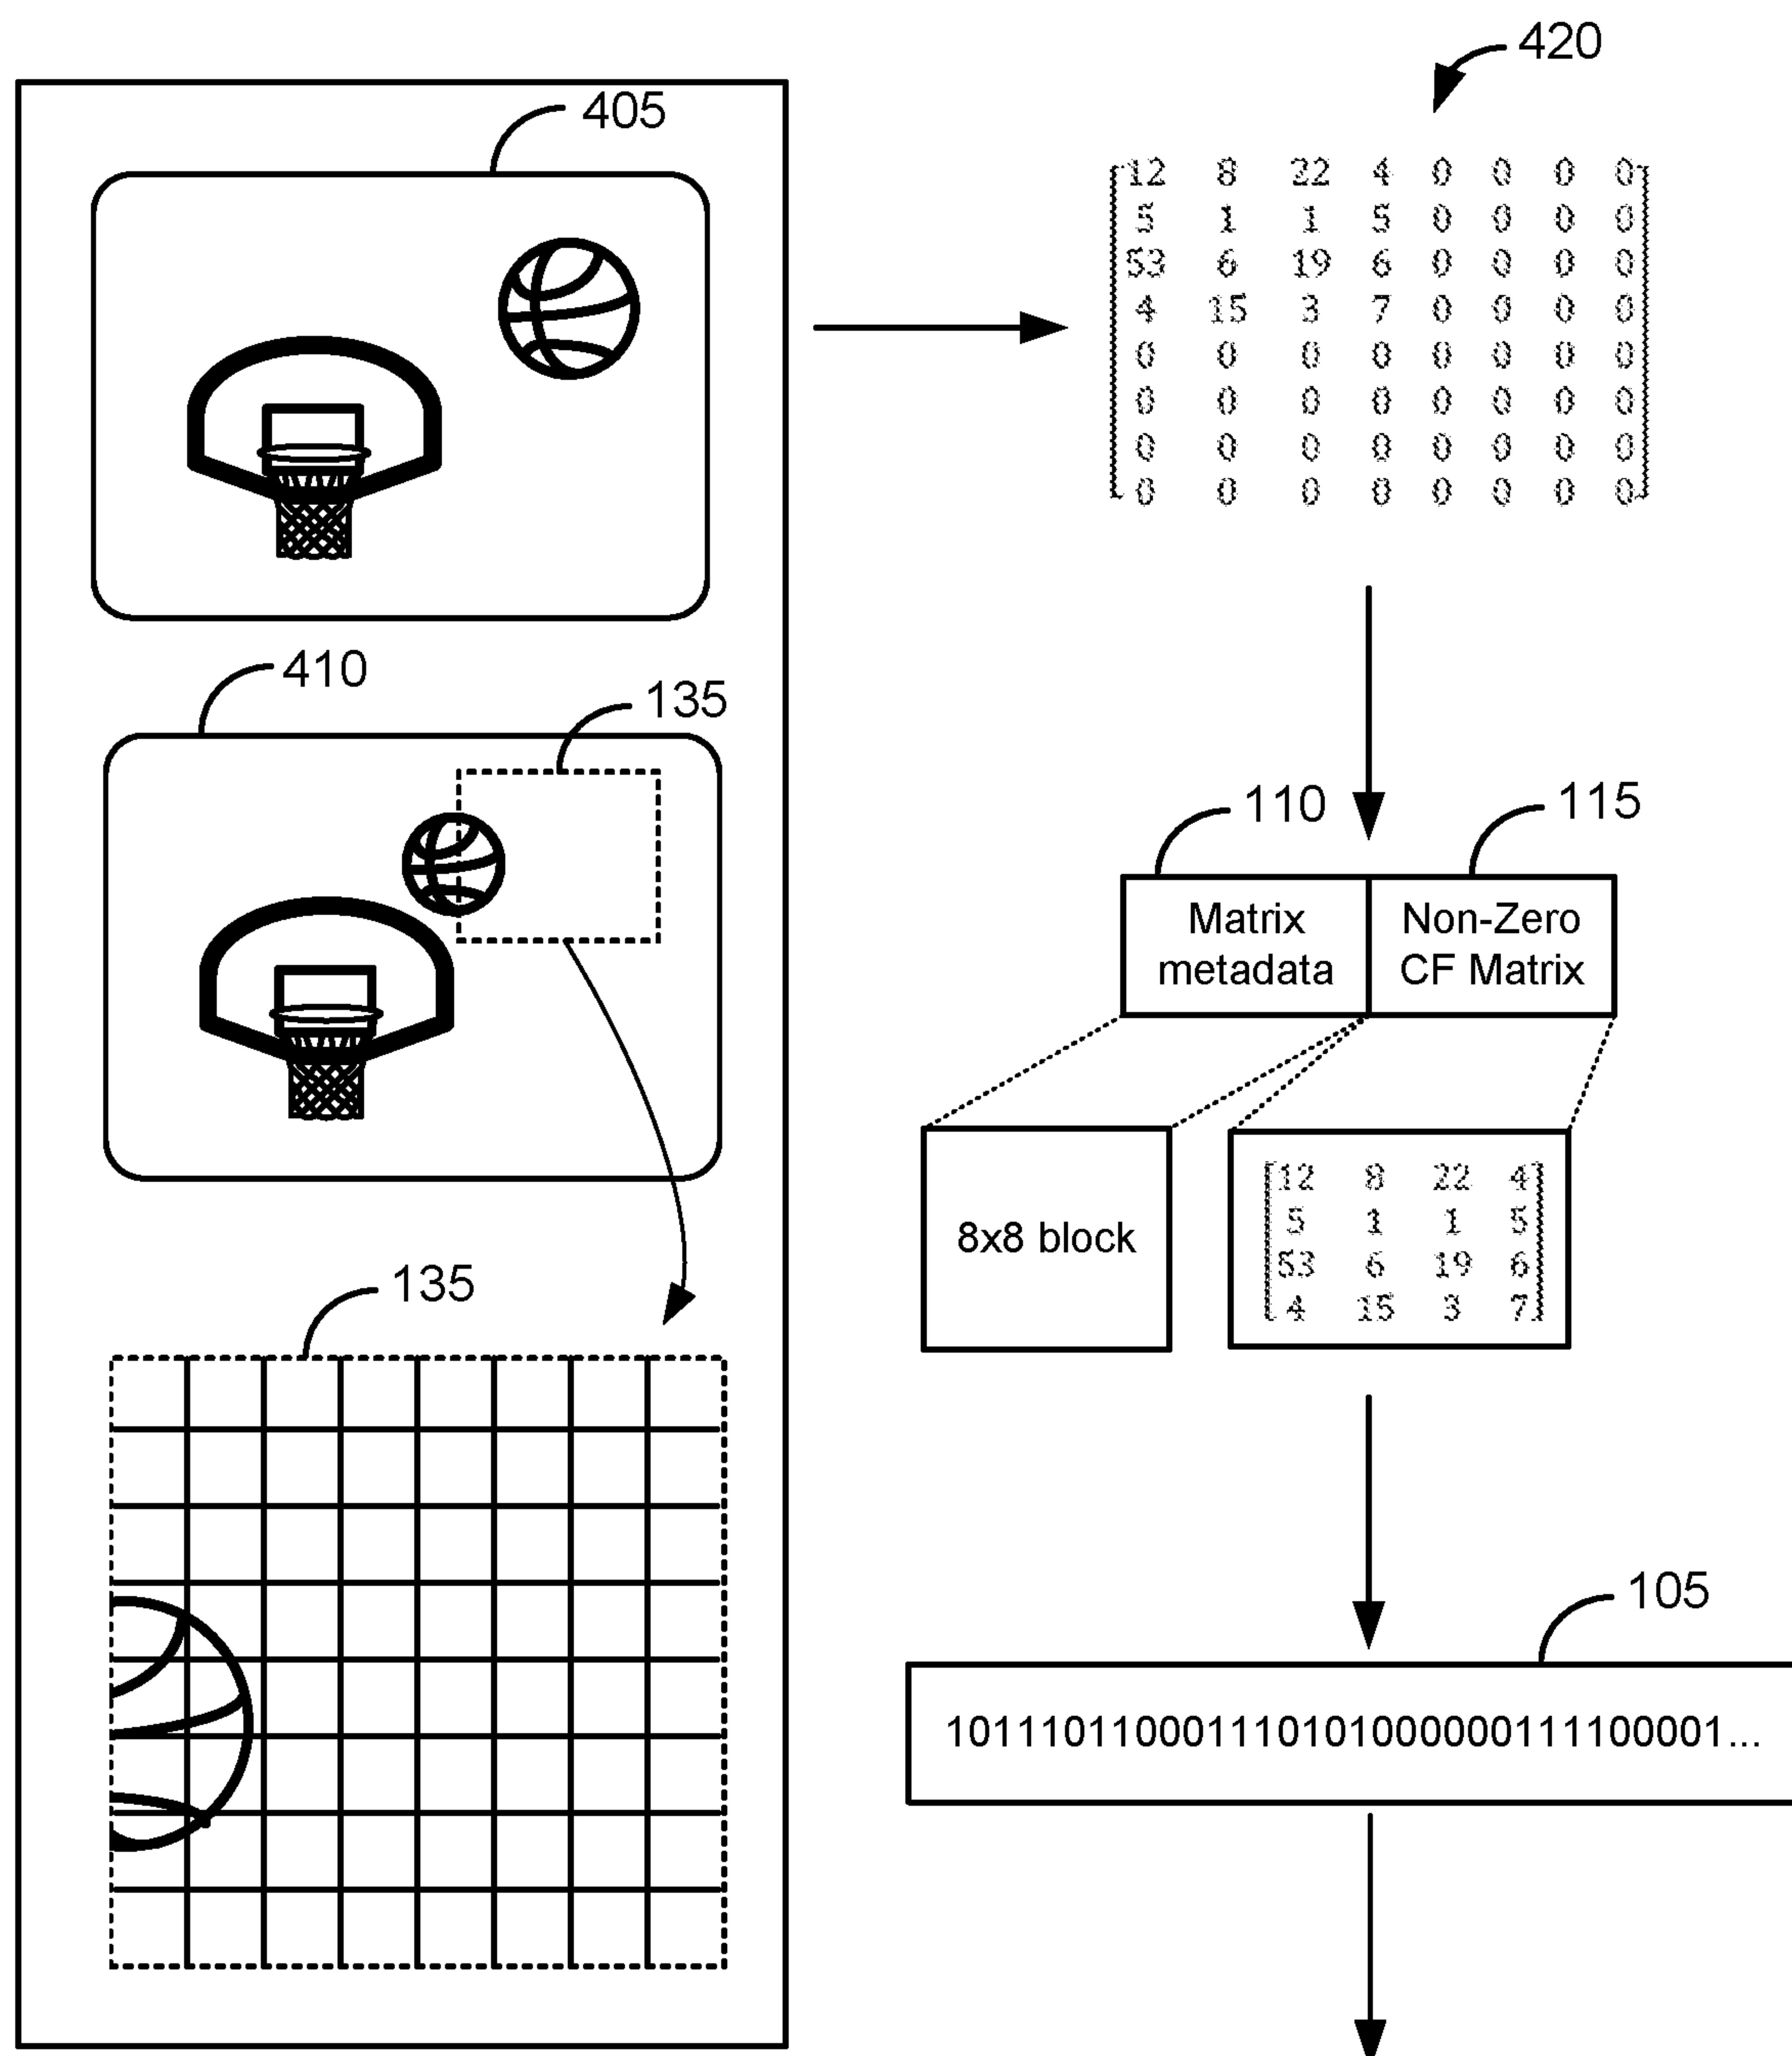 405
410
135
135
420
12 8 22 4 0 0 0 0
5 1 1 5 0 0 0 0
53 6 19 6 0 0 0 0
4 15 3 7 0 0 0 0
0 0 0 0 0 0 0 0
0 0 0 0 0 0 0 0
0 0 0 0 0 0 0 0
0 0 0 0 0 0 0 0
110
115
Matrix
metadata
Non-Zero
CF Matrix
8x8 block
12 8 22 4
5 1 1 5
53 6 19 6
4 15 3 7
105
101110110001110101000000111100001...